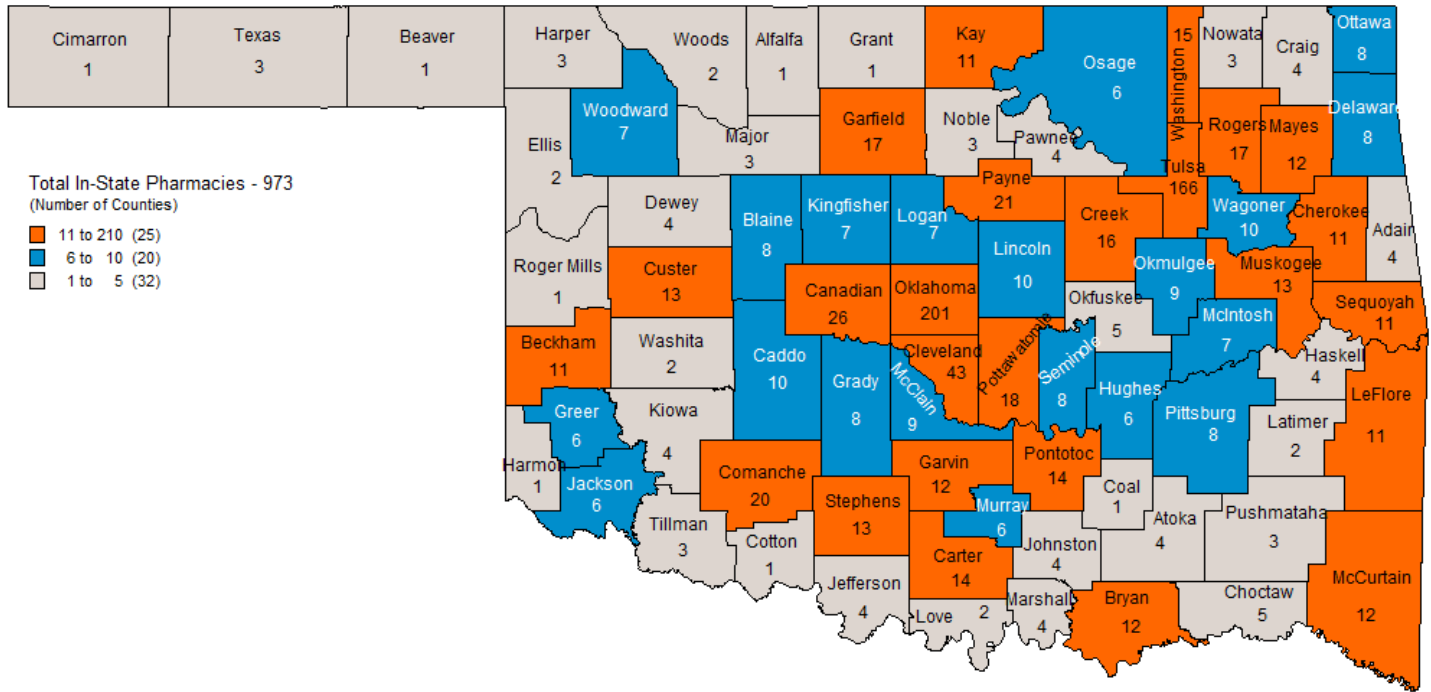 Cimarron
1
Texas
3
Beaver
1
Harper
3
Woods
2
Alfalfa
1
Grant
1
Kay
11
Osage
6
15
Washington
Nowata
3
Craig
4
Ottawa
8
Woodward
7
Ellis
2
Major
3
Garfield
17
Noble
3
Pawnee
4
Rogers
17
Mayes
12
Delaware
8
Total In-State Pharmacies - 973
(Number of Counties)
11 to 210 (25)
6 to 10 (20)
1 to 5 (32)
Dewey
4
Blaine
8
Kingfisher
7
Logan
7
Payne
21
Creek
16
Tulsa
166
Wagoner
10
Cherokee
11
Adair
4
Roger Mills
1
Custer
13
Canadian
26
Oklahoma
201
Lincoln
10
Okfuskee
5
Okmulgee
9
Muskogee
13
Sequoyah
11
Beckham
11
Washita
2
Caddo
10
Grady
8
McClain
9
Cleveland
43
Pottawatomie
18
Seminole
8
Hughes
6
McIntosh
7
Pittsburg
8
Haskell
4
LeFlore
11
Greer
6
Kiowa
4
Latimer
2
Harmon
1
Jackson
6
Comanche
20
Stephens
13
Garvin
12
Pontotoc
14
Coal
1
Murray
6
Tillman
3
Cotton
1
Jefferson
4
Carter
14
Johnston
4
Atoka
4
Pushmataha
3
McCurtain
12
Love 2
Marshall
4
Bryan
12
Choctaw
5